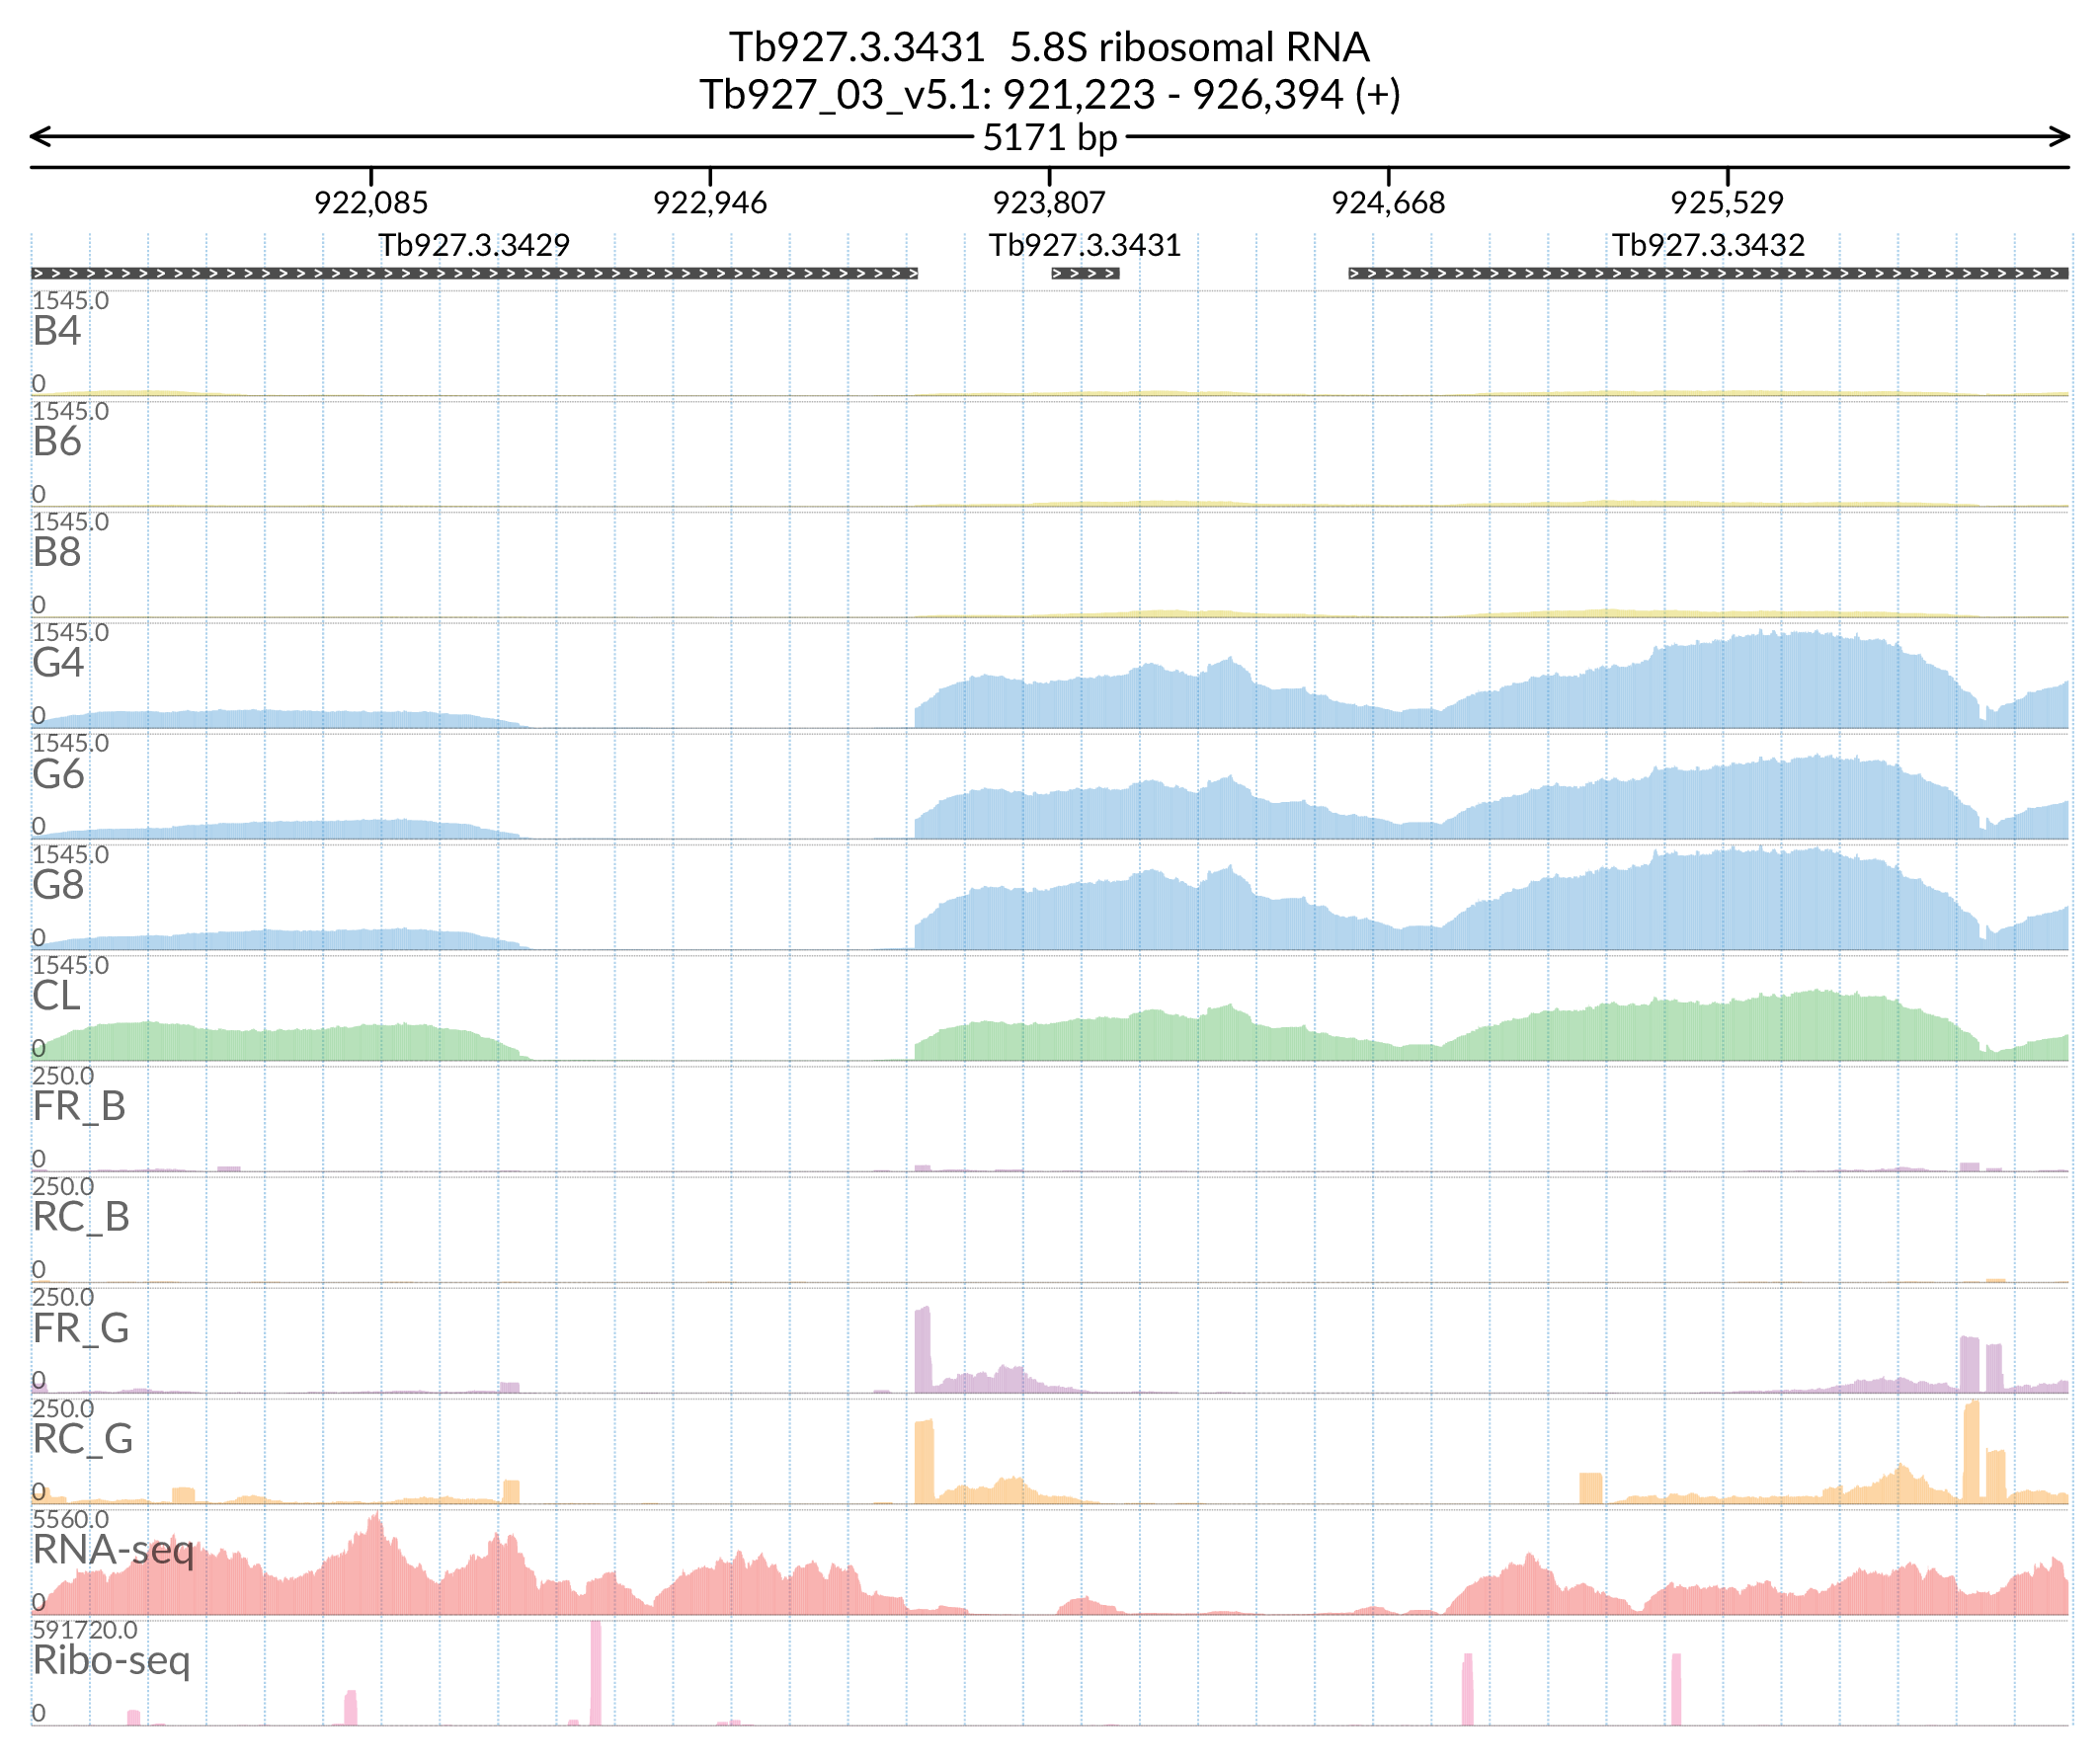 Tb927.3.3431 5.8S ribosomal RNA
Tb927_03_v5.1: 921,223 - 926,394 (+)
5171 bp
922,085 922,946 923,807 924,668 925,529
Tb927.3.3429 Tb927.3.3431 Tb927.3.3432
1545.0
B4
0
1545.0
B6
0
1545.0
B8
0
1545.0
G4
0
1545.0
G6
0
1545.0
G8
0
1545.0
CL
0
250.0
FR_B
0
250.0
RC_B
0
250.0
FR_G
0
250.0
RC_G
0
5560.0
RNA-seq
0
591720.0
Ribo-seq
0